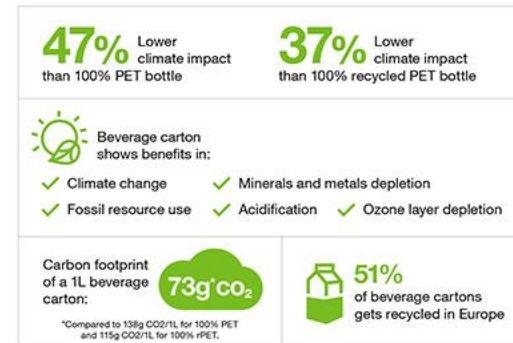 47% Lower
climate impact
than 100% PET bottle
37% Lower
climate impact
than 100% recycled PET bottle
Beverage carton
shows benefits in:
Climate change
Minerals and metals depletion
Fossil resource use
Acidification
Ozone layer depletion
Carbon footprint
of a 1L beverage
carton:
73g*co₂
*Compared to 138g CO2/1L for 100% PET
and 115g CO2/1L for 100% rPET.
51%
of beverage cartons
gets recycled in Europe